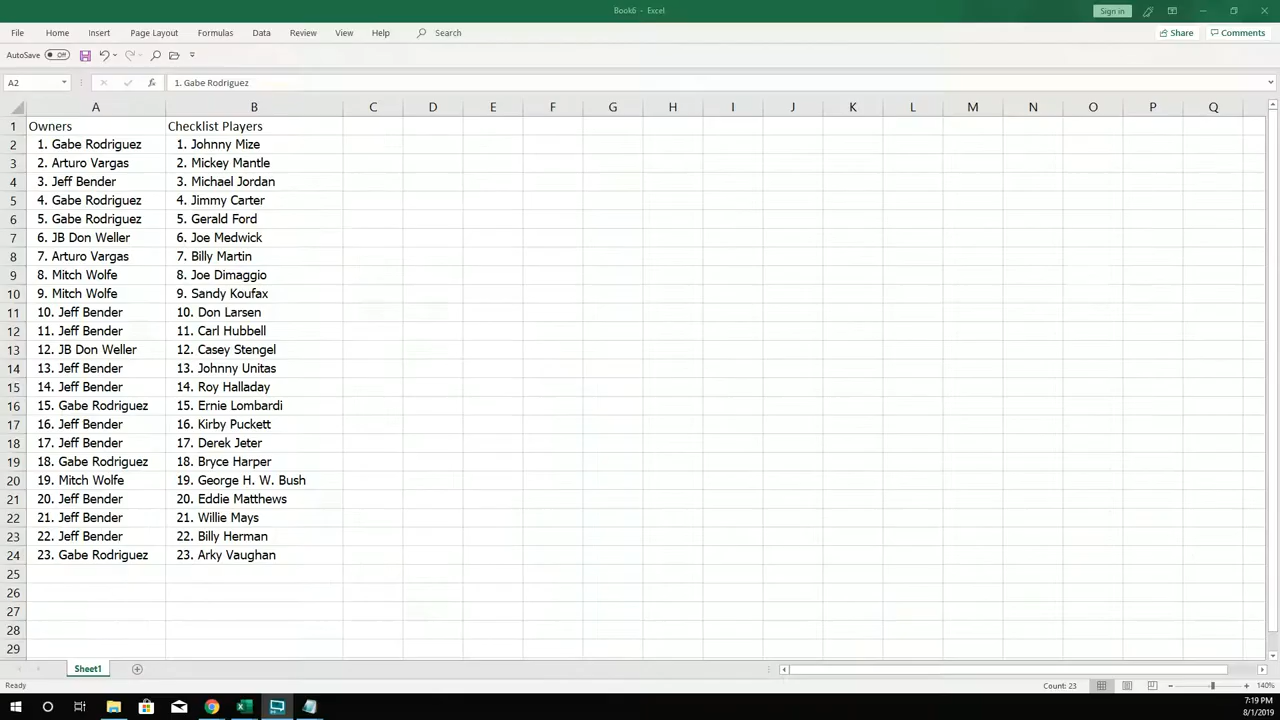 Book6 - Excel
Sign in
File Home Insert Page Layout Formulas Data Review View Help Search Share Comments
AutoSave Off
A2 fx 1. Gabe Rodriguez
A B C D E F G H I J K L M N O P Q
1 Owners Checklist Players
2 1. Gabe Rodriguez 1. Johnny Mize
3 2. Arturo Vargas 2. Mickey Mantle
4 3. Jeff Bender 3. Michael Jordan
5 4. Gabe Rodriguez 4. Jimmy Carter
6 5. Gabe Rodriguez 5. Gerald Ford
7 6. JB Don Weller 6. Joe Medwick
8 7. Arturo Vargas 7. Billy Martin
9 8. Mitch Wolfe 8. Joe Dimaggio
10 9. Mitch Wolfe 9. Sandy Koufax
11 10. Jeff Bender 10. Don Larsen
12 11. Jeff Bender 11. Carl Hubbell
13 12. JB Don Weller 12. Casey Stengel
14 13. Jeff Bender 13. Johnny Unitas
15 14. Jeff Bender 14. Roy Halladay
16 15. Gabe Rodriguez 15. Ernie Lombardi
17 16. Jeff Bender 16. Kirby Puckett
18 17. Jeff Bender 17. Derek Jeter
19 18. Gabe Rodriguez 18. Bryce Harper
20 19. Mitch Wolfe 19. George H. W. Bush
21 20. Jeff Bender 20. Eddie Matthews
22 21. Jeff Bender 21. Willie Mays
23 22. Jeff Bender 22. Billy Herman
24 23. Gabe Rodriguez 23. Arky Vaughan
25
26
27
28
29
Sheet1
Ready Count: 23 140%
7:19 PM
8/1/2019